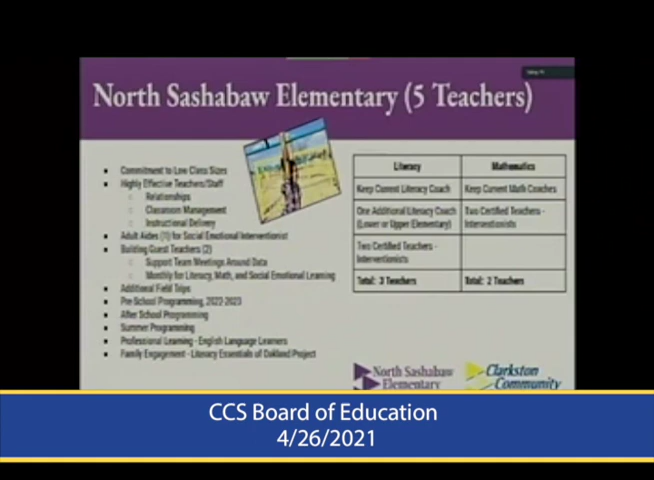 North Sashabaw Elementary (5 Teachers)
Commitment to Low Class Sizes
Highly Effective Teachers/Staff
Relationships
Classroom Management
Instructional Delivery
Adult Aides (1) for Social Emotional Interventionist
Building Guest Teachers (2)
Support Team Meetings Around Data
Monthly for Literacy, Math, and Social Emotional Learning
Additional Field Trips
Pre-School Programming, 2022-2023
After School Programming
Summer Programming
Professional Learning - English Language Learners
Family Engagement - Literacy Essentials of Oakland Project
Literacy
Mathematics
Keep Current Literacy Coach
Keep Current Math Coaches
One Additional Literacy Coach
(Lower or Upper Elementary)
Two Certified Teachers -
Interventionists
Two Certified Teachers -
Interventionists
Total: 3 Teachers
Total: 2 Teachers
North Sashabaw
Elementary
Clarkston
Community
CCS Board of Education
4/26/2021